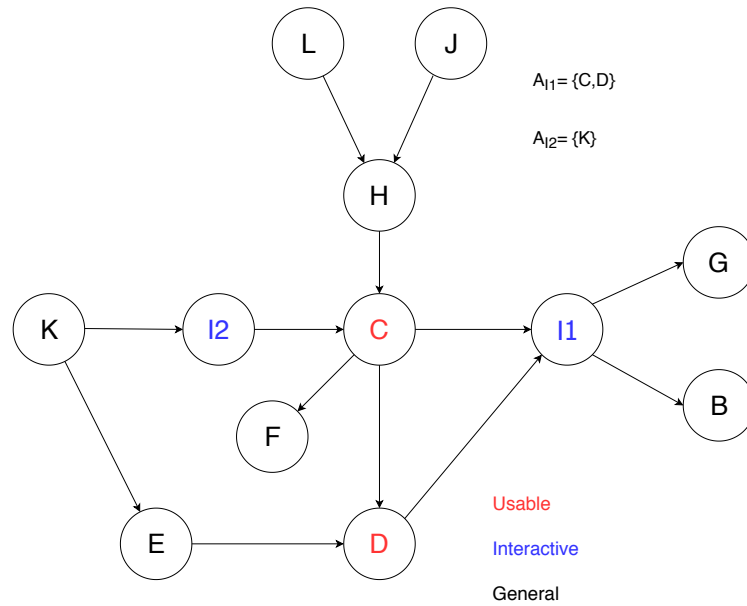 L
J
A_I1= {C,D}
A_I2= {K}
H
G
K
I2
C
I1
B
F
Usable
E
D
Interactive
General